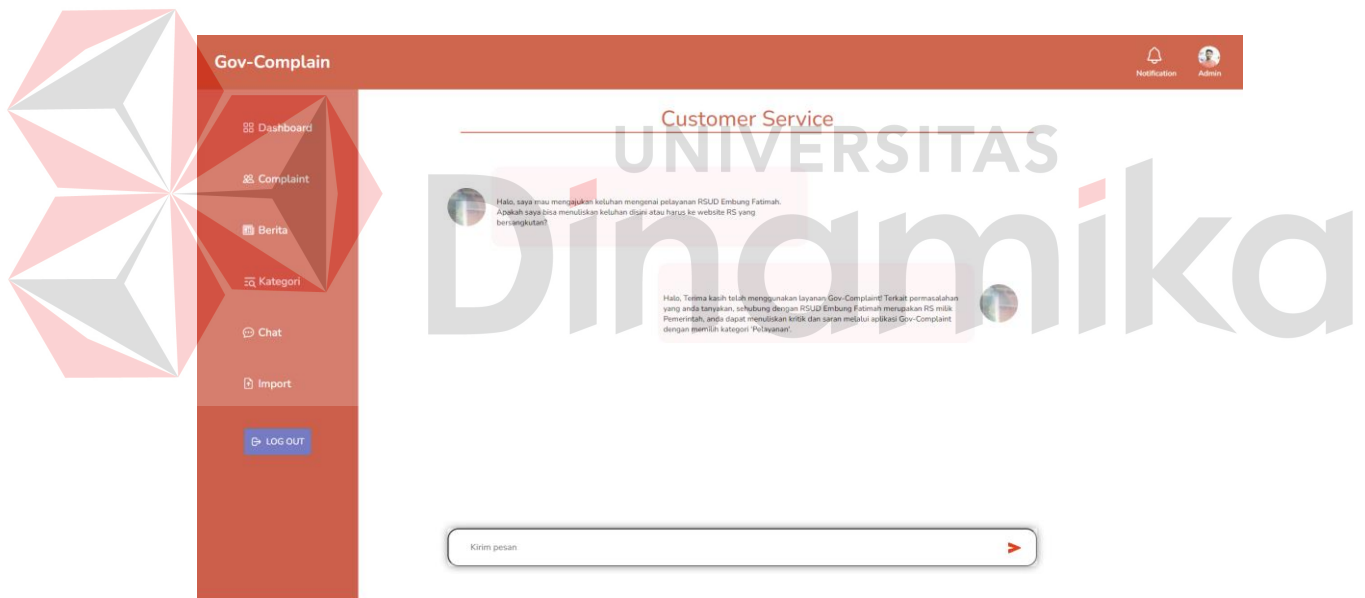 Gov-Complain
Notification
Admin
Dashboard
Complaint
Berita
Kategori
Chat
Import
LOG OUT
Customer Service
UNIVERSITAS
Dinamika
Halo, saya mau mengajukan keluhan mengenai pelayanan RSUD Embung Fatimah.
Apakah saya bisa menuliskan keluhan disini atau harus ke website RS yang
bersangkutan?
Halo, Terima kasih telah menggunakan layanan Gov-Complaint! Terkait permasalahan
yang anda tanyakan, sehubung dengan RSUD Embung Fatimah merupakan RS milik
Pemerintah, anda dapat menuliskan kritik dan saran melalui aplikasi Gov-Complaint
dengan memilih kategori 'Pelayanan'.
Kirim pesan